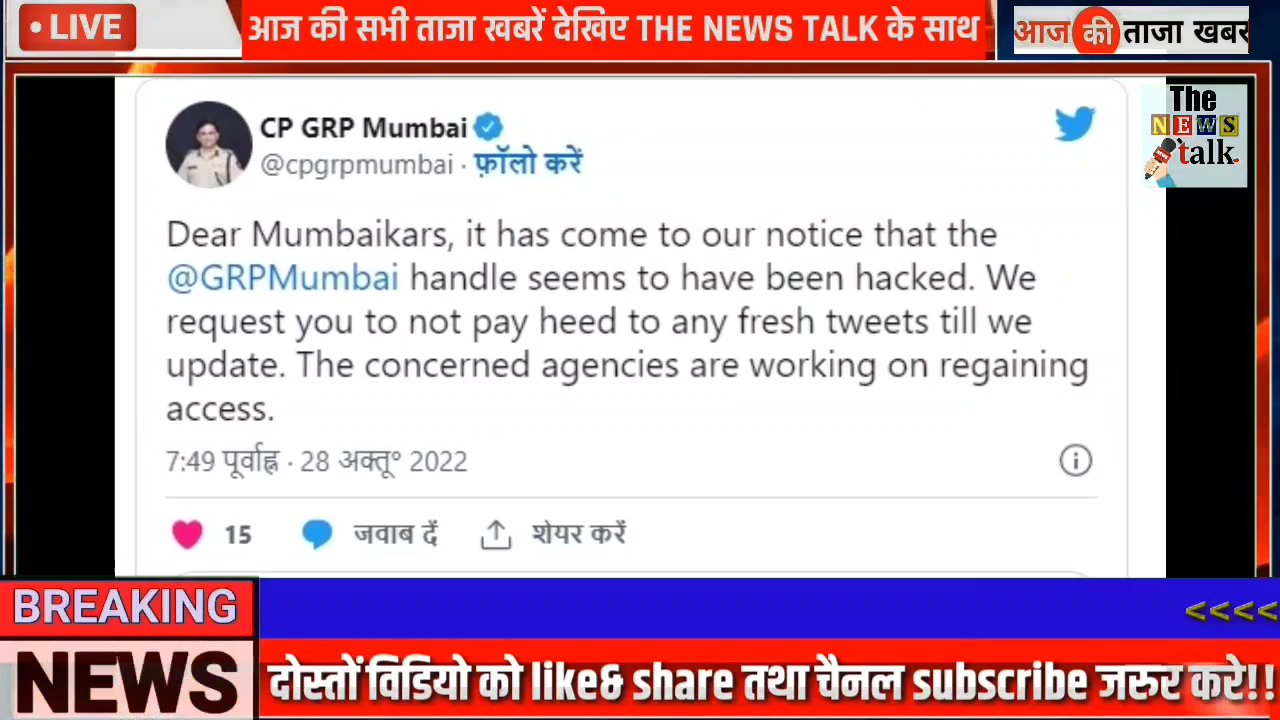 • LIVE
आज की सभी ताजा खबरें देखिए THE NEWS TALK के साथ
आज की ताजा खबर
The
NEWS
talk.
CP GRP Mumbai
@cpgrpmumbai · फ़ॉलो करें
Dear Mumbaikars, it has come to our notice that the
@GRPMumbai handle seems to have been hacked. We
request you to not pay heed to any fresh tweets till we
update. The concerned agencies are working on regaining
access.
7:49 पूर्वाह्न · 28 अक्तू॰ 2022
15 जवाब दें शेयर करें
BREAKING
<<<<
NEWS
दोस्तों विडियो को like& share तथा चैनल subscribe जरुर करे!!